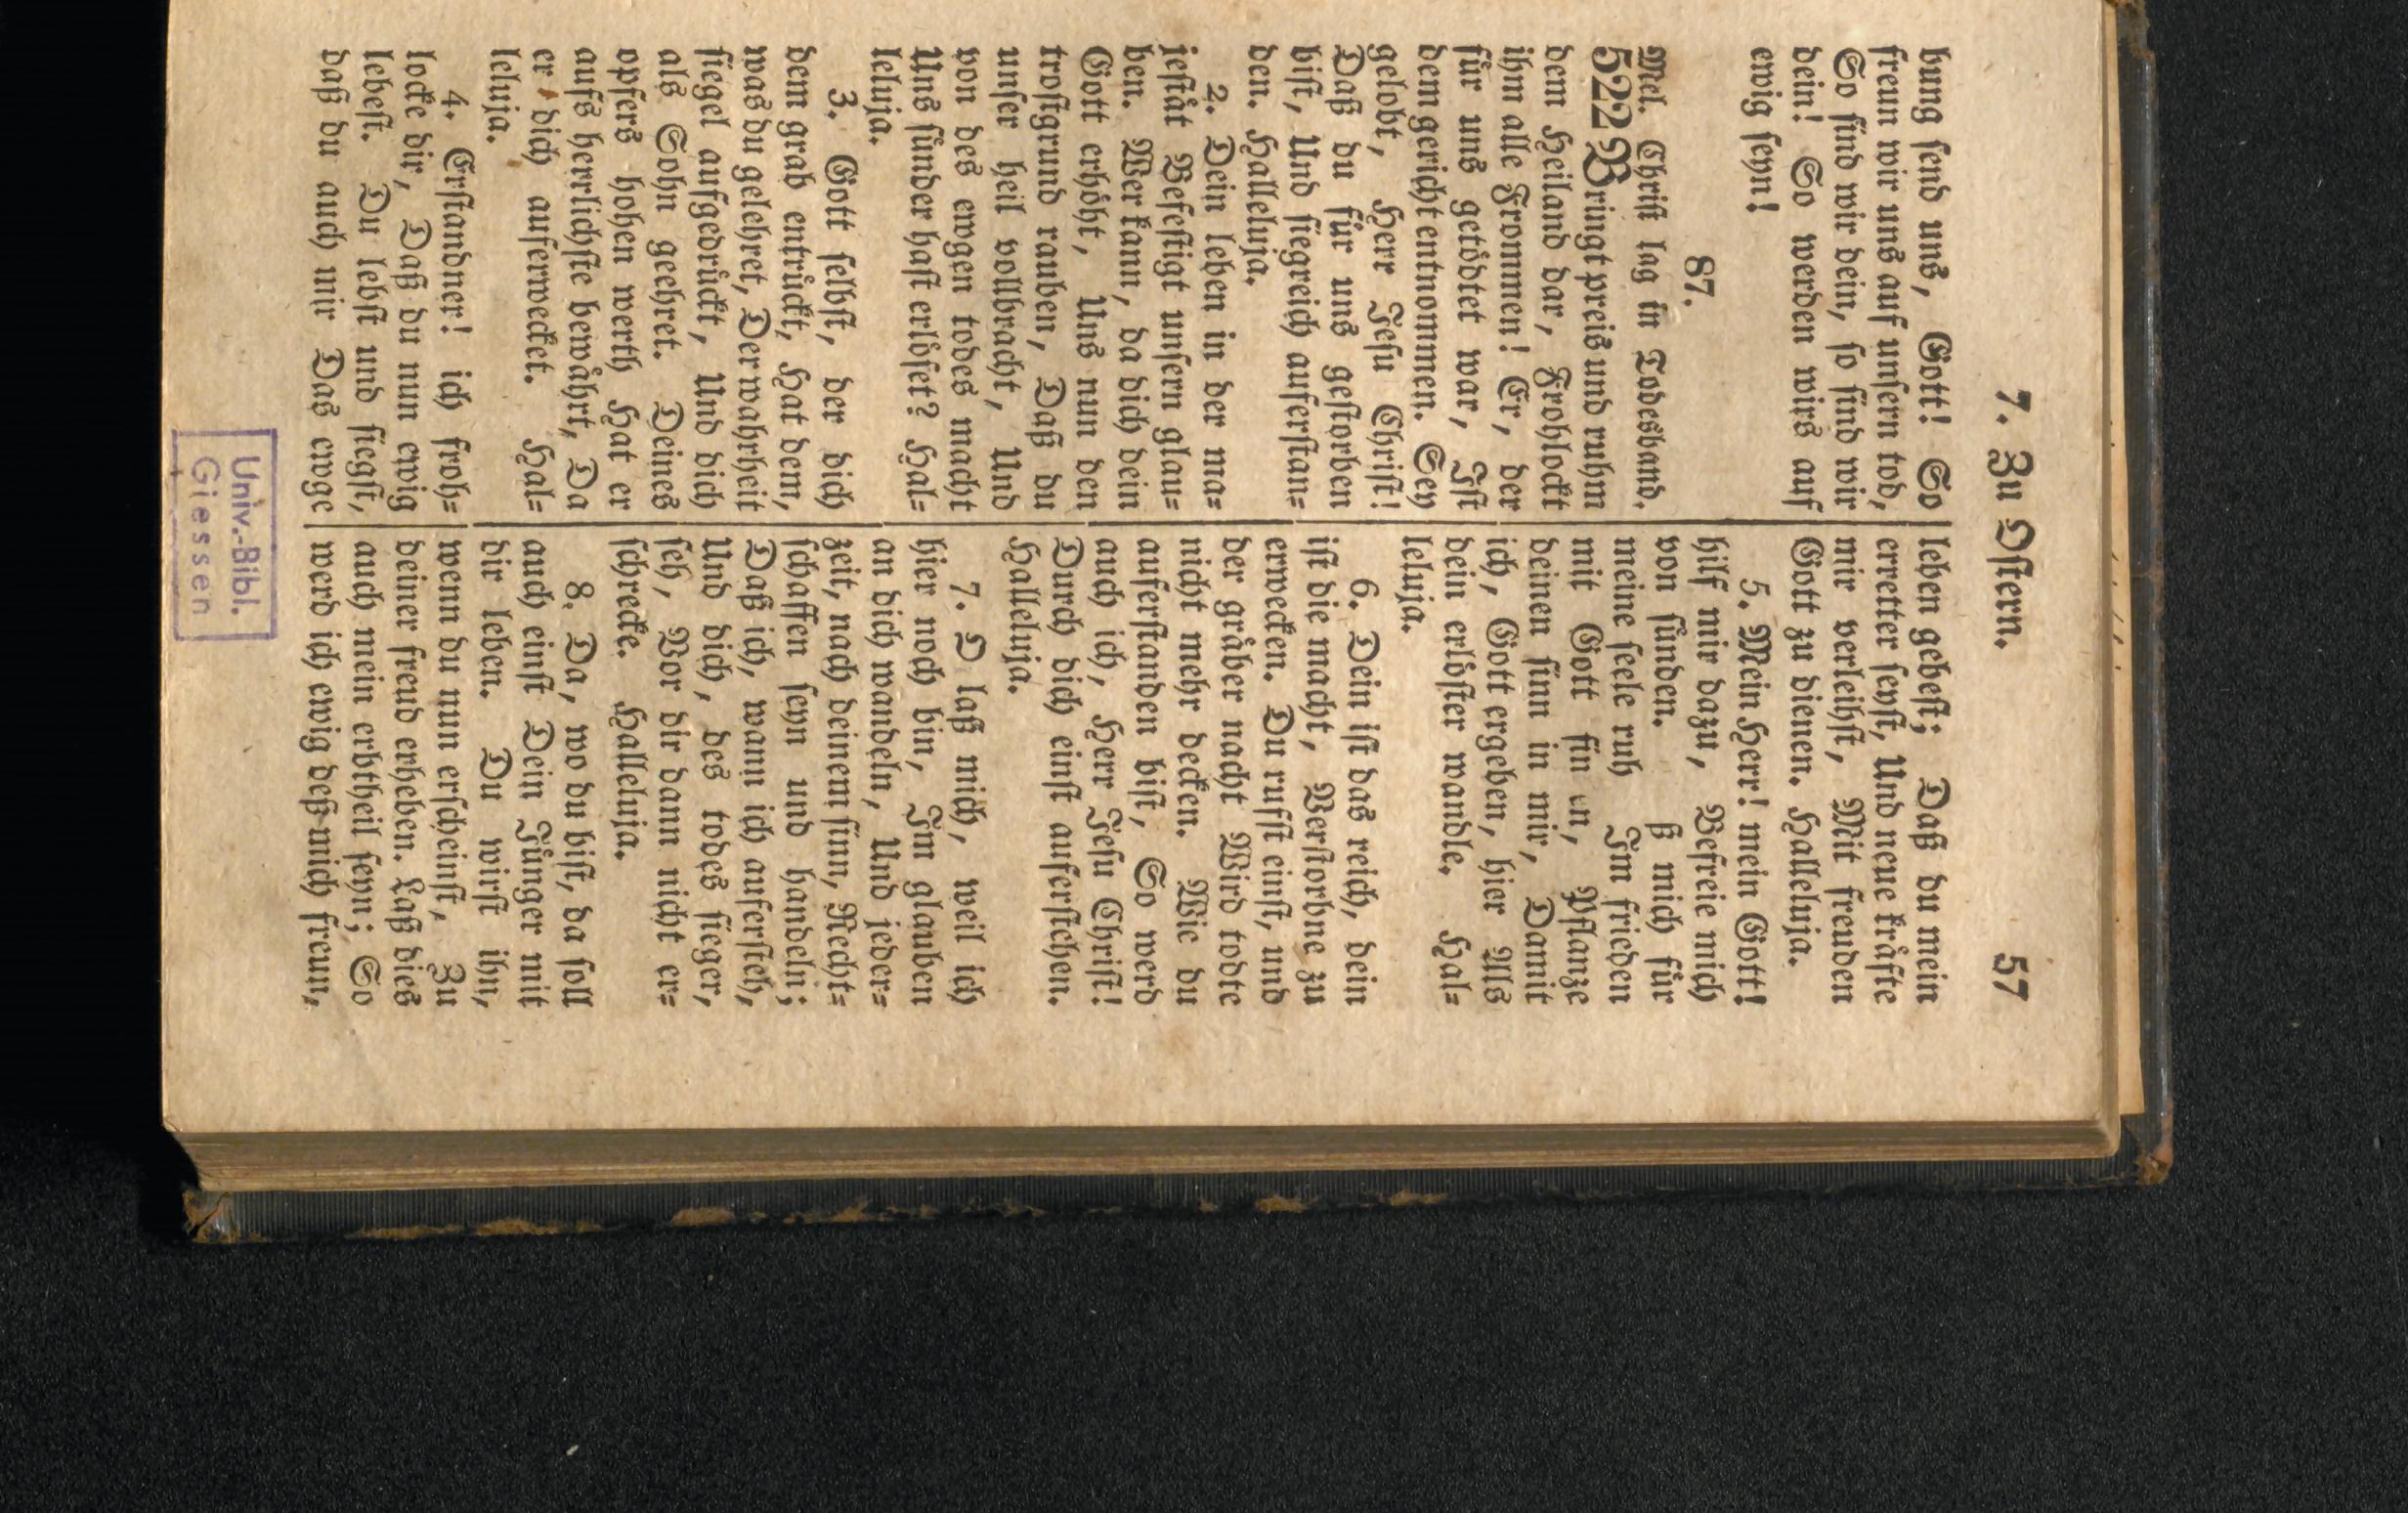 7. Zu Oſtern.
57
bung ſend uns, Gott! So
freun wir uns auf unſern tod,
So ſind wir dein, ſo ſind wir
dein! So werden wirs auf
ewig ſeyn!
87.
Mel. Chriſt lag in Todesband.
522 Bringt preis und ruhm
dem Heiland dar, Frohlockt
ihm alle Frommen! Er, der
für uns getödtet war, Iſt
dem gericht entnommen. Sey
gelobt, Herr Jeſu Chriſt!
Daß du für uns geſtorben
biſt, Und ſiegreich auferſtan=
den. Halleluja.
2. Dein leben in der ma=
jeſtät Befeſtigt unſern glau=
ben. Wer kann, da dich dein
Gott erhöht, Uns nun den
troſtgrund rauben, Daß du
unſer heil vollbracht, Und
von des ewgen todes macht
Uns ſünder haſt erlöſet? Hal=
leluja.
3. Gott ſelbſt, der dich
dem grab entrückt, Hat dem,
was du gelehret, Der wahrheit
ſiegel aufgedrückt, Und dich
als Sohn geehret. Deines
opfers hohen werth Hat er
aufs herrlichſte bewährt, Da
er dich auferwecket. Hal=
leluja.
4. Erſtandner! ich froh=
locke dir, Daß du nun ewig
lebeſt. Du lebſt und ſiegſt,
daß du auch mir Das ewge
leben gebeſt; Daß du mein
erretter ſeyſt, Und neue kräfte
mir verleihſt, Mit freuden
Gott zu dienen. Halleluja.
5. Mein Herr! mein Gott!
hilf mir dazu, Befreie mich
von ſünden. ß mich für
meine ſeele ruh Im frieden
mit Gott fin en, Pflanze
deinen ſinn in mir, Damit
ich, Gott ergeben, hier Als
dein erlöſter wandle. Hal=
leluja.
6. Dein iſt das reich, dein
iſt die macht, Verſtorbne zu
erwecken. Du rufſt einſt, und
der gräber nacht Wird todte
nicht mehr decken. Wie du
auferſtanden biſt, So werd
auch ich, Herr Jeſu Chriſt!
Durch dich einſt auferſtehen.
Halleluja.
7. O laß mich, weil ich
hier noch bin, Im glauben
an dich wandeln, Und jeder=
zeit, nach deinem ſinn, Recht=
ſchaffen ſeyn und handeln;
Daß ich, wann ich auferſteh,
Und dich, des todes ſieger,
ſeh, Vor dir dann nicht er=
ſchrecke. Halleluja.
8. Da, wo du biſt, da ſoll
auch einſt Dein Jünger mit
dir leben. Du wirſt ihn,
wenn du nun erſcheinſt, Zu
deiner freud erheben. Laß dies
auch mein erbtheil ſeyn; So
werd ich ewig deß mich freun,
Univ.-Bibl.
Giessen